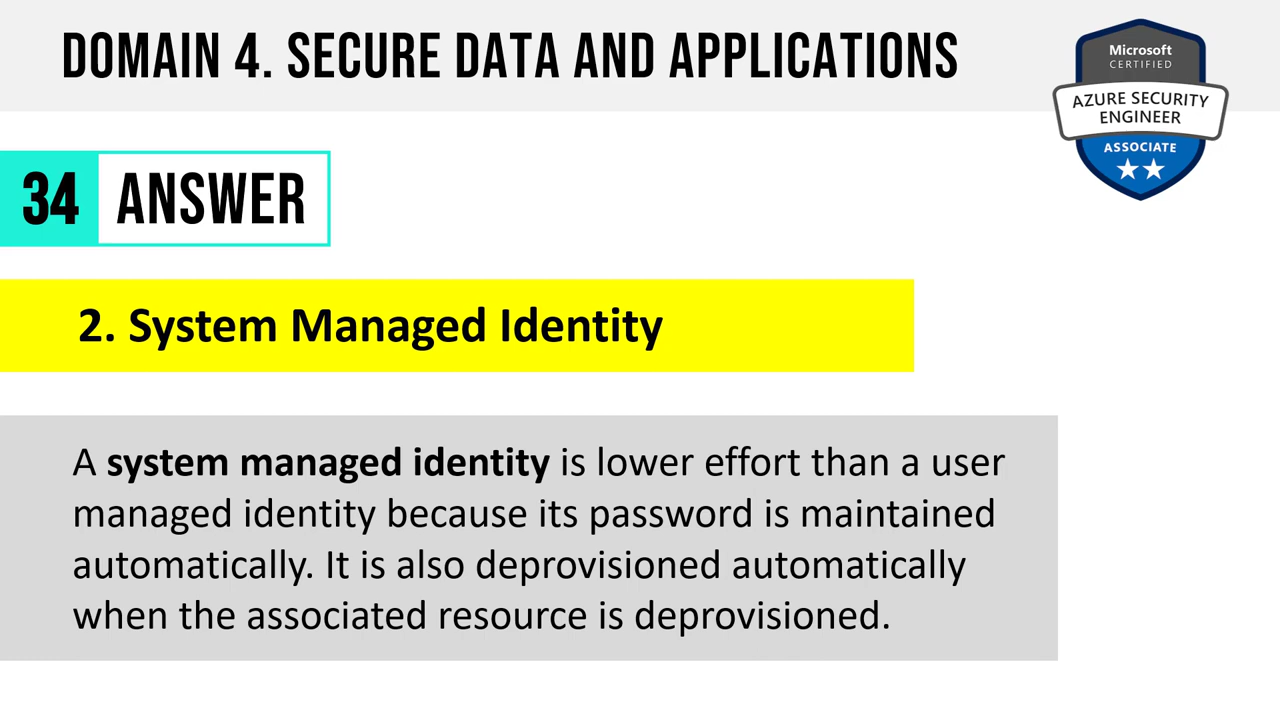 DOMAIN 4. SECURE DATA AND APPLICATIONS
Microsoft
CERTIFIED
AZURE SECURITY
ENGINEER
ASSOCIATE
34 ANSWER
2. System Managed Identity
A system managed identity is lower effort than a user
managed identity because its password is maintained
automatically. It is also deprovisioned automatically
when the associated resource is deprovisioned.